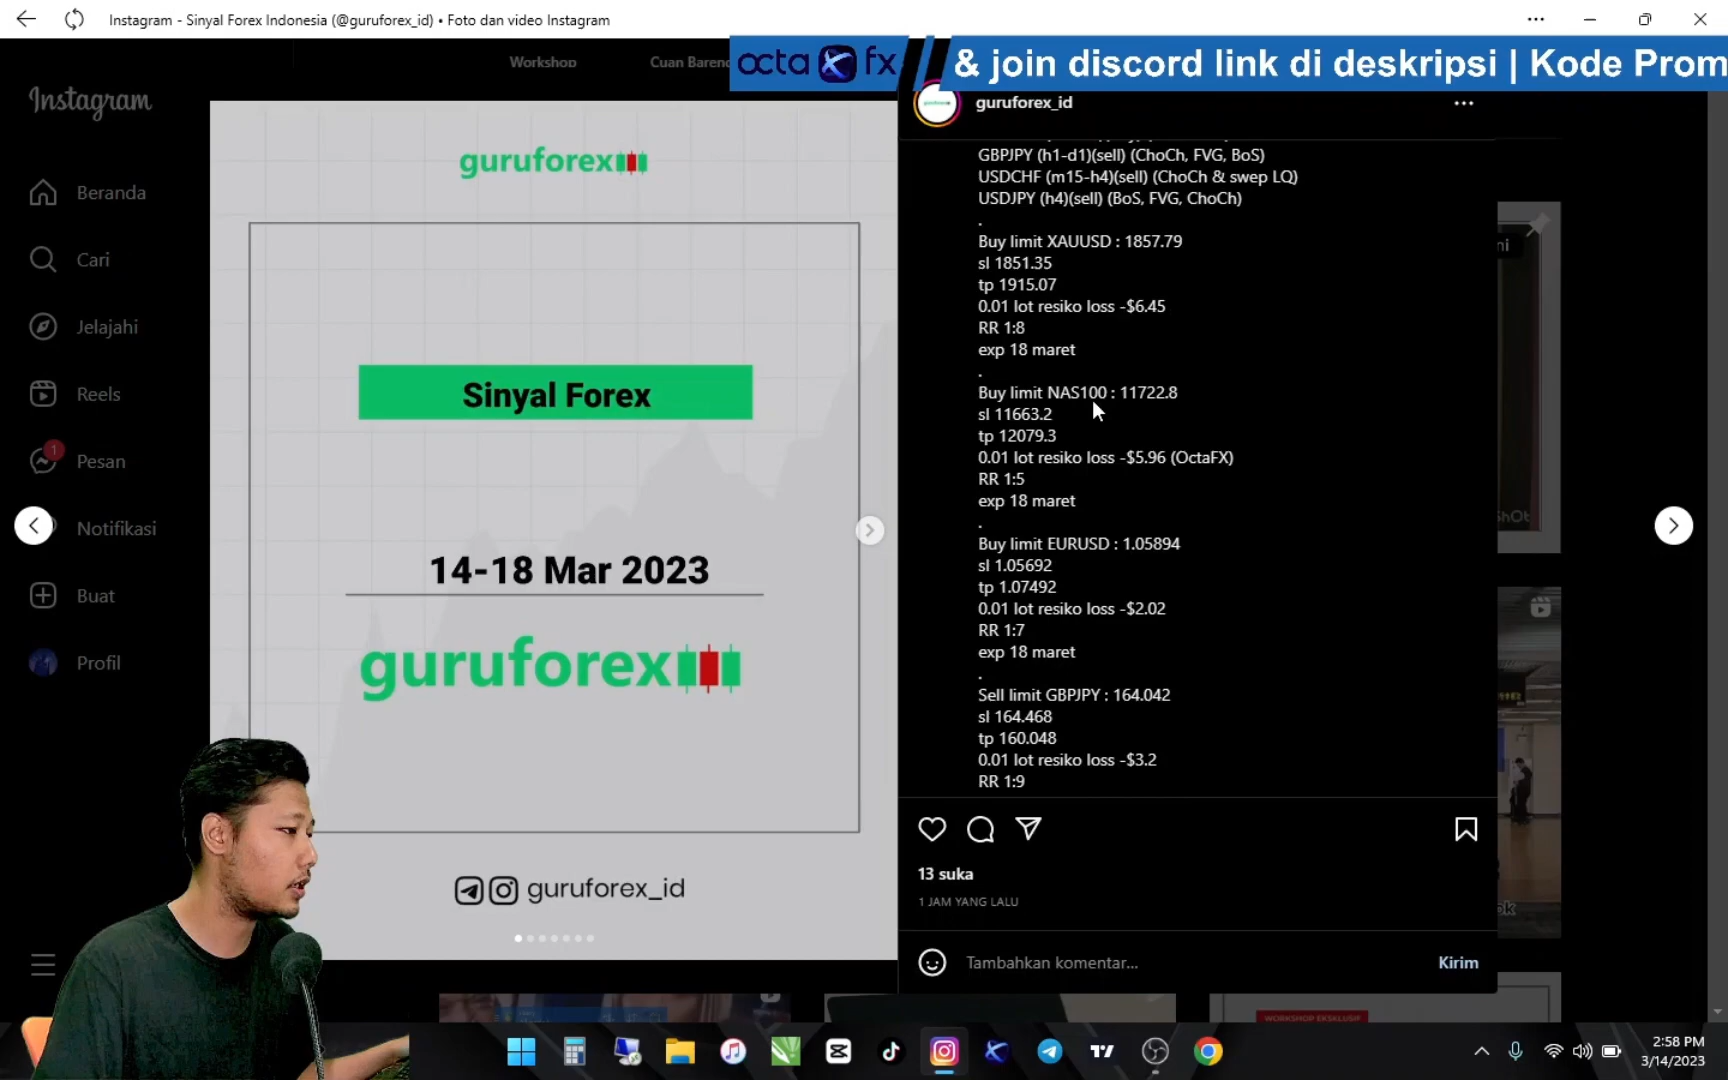 Instagram - Sinyal Forex Indonesia (@guruforex_id) • Foto dan video Instagram
Workshop
octa fx
& join discord link di deskripsi | Kode Prom
Instagram
Beranda
Cari
Jelajahi
Reels
1
Pesan
Notifikasi
Buat
Profil
guruforex
Sinyal Forex
14-18 Mar 2023
guruforex
guruforex_id
guruforex_id
GBPJPY (h1-d1)(sell) (ChoCh, FVG, BoS)
USDCHF (m15-h4)(sell) (ChoCh & swep LQ)
USDJPY (h4)(sell) (BoS, FVG, ChoCh)
.
Buy limit XAUUSD : 1857.79
sl 1851.35
tp 1915.07
0.01 lot resiko loss -$6.45
RR 1:8
exp 18 maret
.
Buy limit NAS100 : 11722.8
sl 11663.2
tp 12079.3
0.01 lot resiko loss -$5.96 (OctaFX)
RR 1:5
exp 18 maret
.
Buy limit EURUSD : 1.05894
sl 1.05692
tp 1.07492
0.01 lot resiko loss -$2.02
RR 1:7
exp 18 maret
.
Sell limit GBPJPY : 164.042
sl 164.468
tp 160.048
0.01 lot resiko loss -$3.2
RR 1:9
13 suka
1 JAM YANG LALU
Tambahkan komentar...
Kirim
WORKSHOP EKSKLUSIF
2:58 PM
3/14/2023